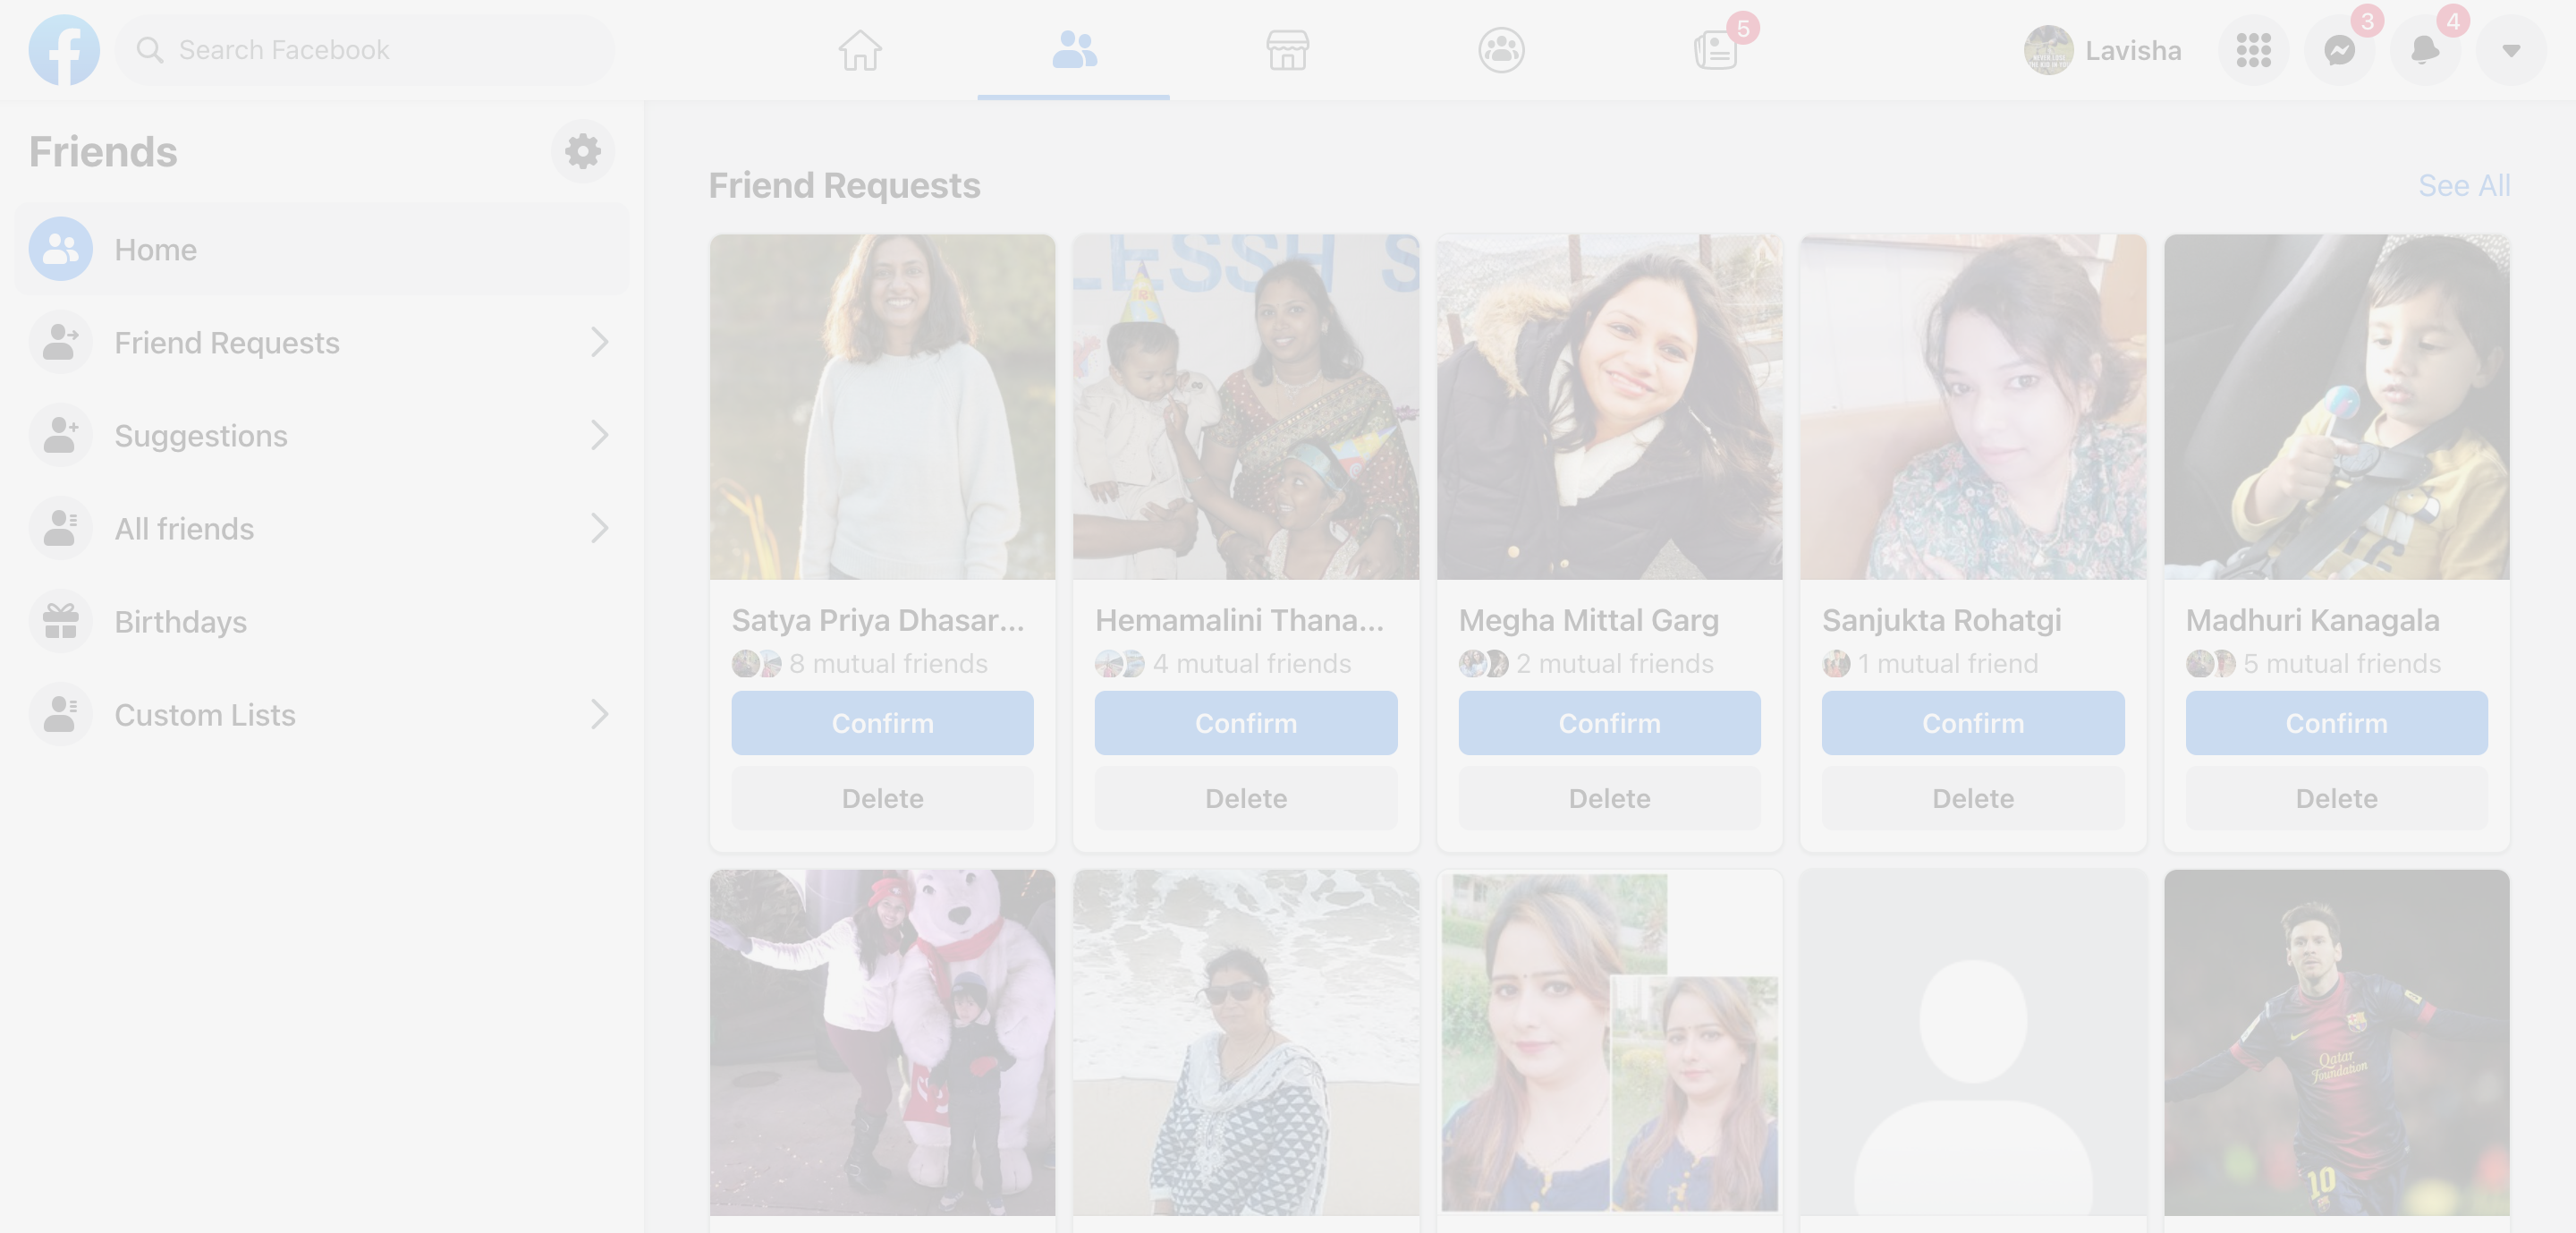 Search Facebook
5
Lavisha
3
4
Friends
Home
Friend Requests
Suggestions
All friends
Birthdays
Custom Lists
Friend Requests
See All
LESSH S
Satya Priya Dhasar...
8 mutual friends
Confirm
Delete
Hemamalini Thana...
4 mutual friends
Confirm
Delete
Megha Mittal Garg
2 mutual friends
Confirm
Delete
Sanjukta Rohatgi
1 mutual friend
Confirm
Delete
Madhuri Kanagala
5 mutual friends
Confirm
Delete
Qatar
Foundation
10